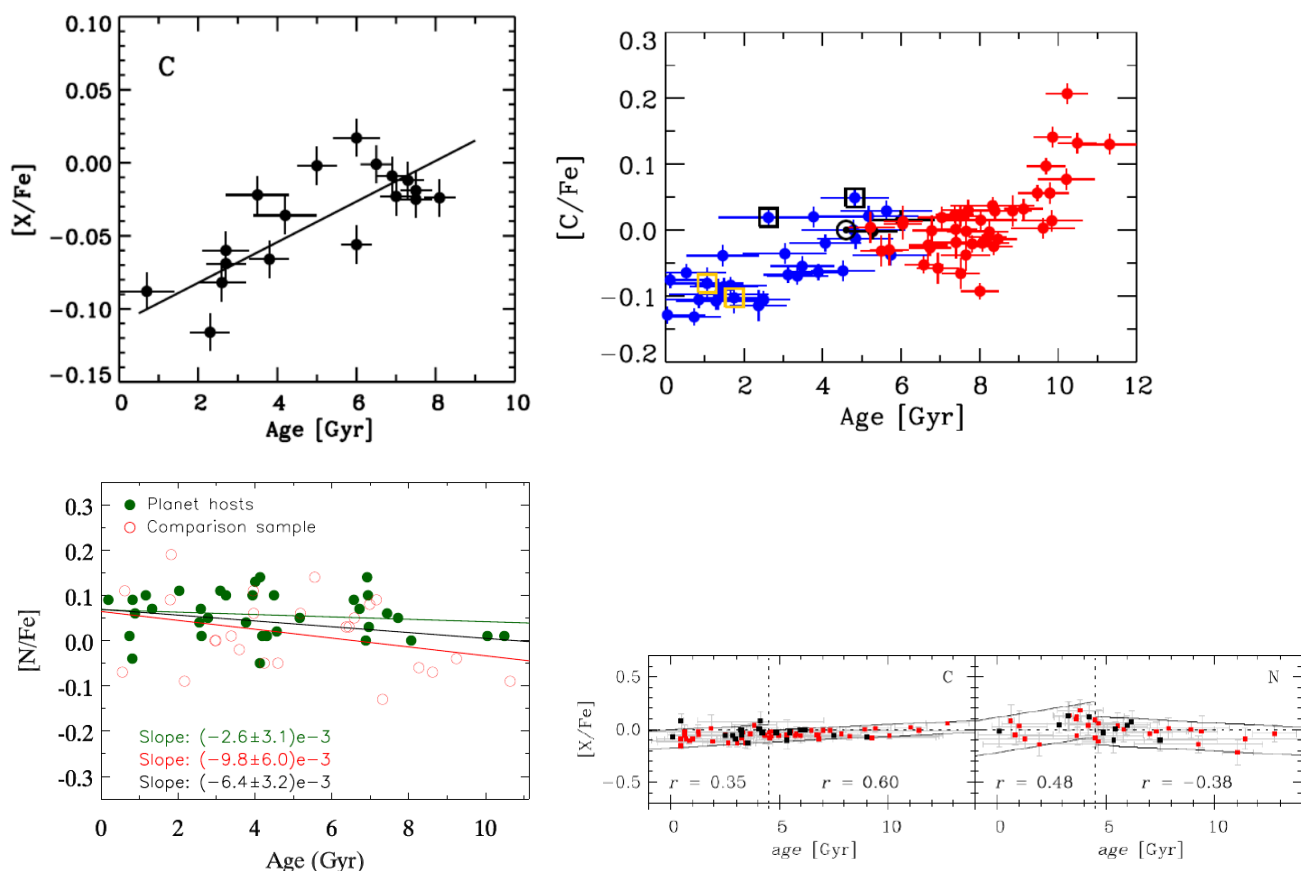 C
[X/Fe]
0.10
0.05
0.00
−0.05
−0.10
−0.15
0 2 4 6 8 10
Age [Gyr]
[C/Fe]
0.3
0.2
0.1
0.0
−0.1
−0.2
0 2 4 6 8 10 12
Age [Gyr]
Planet hosts
Comparison sample
[N/Fe]
0.3
0.2
0.1
0.0
-0.1
-0.2
-0.3
Slope: (−2.6±3.1)e−3
Slope: (−9.8±6.0)e−3
Slope: (−6.4±3.2)e−3
0 2 4 6 8 10
Age (Gyr)
[X/Fe]
0.5
0.0
−0.5
C
N
r = 0.35
r = 0.60
r = 0.48
r = −0.38
0 5 10
0 5 10
age [Gyr]
age [Gyr]